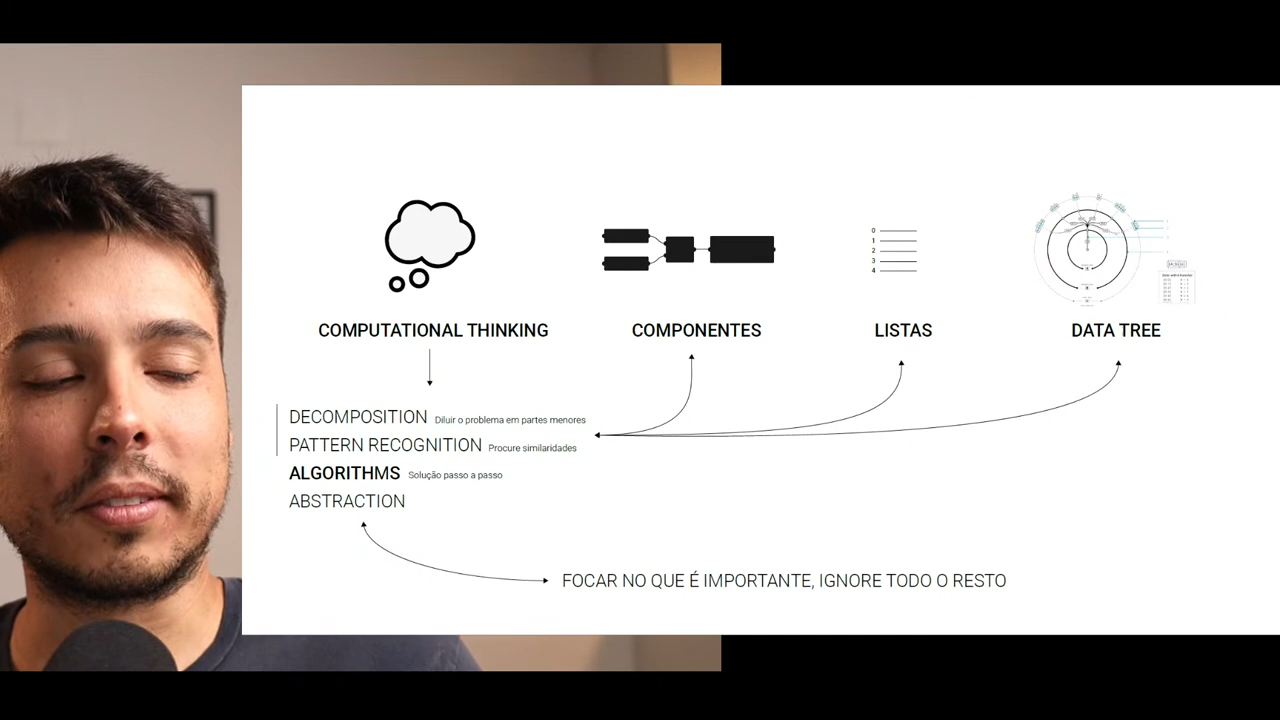 0
1
2
3
4
COMPUTATIONAL THINKING
COMPONENTES
LISTAS
DATA TREE
DECOMPOSITION Diluir o problema em partes menores
PATTERN RECOGNITION Procure similaridades
ALGORITHMS Solução passo a passo
ABSTRACTION
FOCAR NO QUE É IMPORTANTE, IGNORE TODO O RESTO